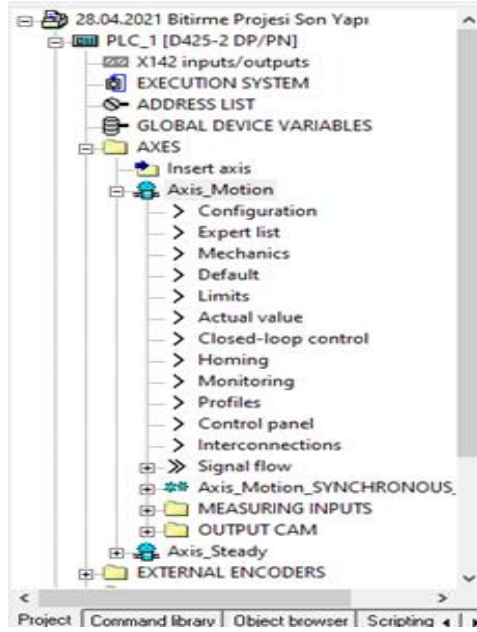 28.04.2021 Bitirme Projesi Son Yapı
PLC_1 [D425-2 DP/PN]
X142 inputs/outputs
EXECUTION SYSTEM
ADDRESS LIST
GLOBAL DEVICE VARIABLES
AXES
Insert axis
Axis_Motion
Configuration
Expert list
Mechanics
Default
Limits
Actual value
Closed-loop control
Homing
Monitoring
Profiles
Control panel
Interconnections
Signal flow
Axis_Motion_SYNCHRONOUS_
MEASURING INPUTS
OUTPUT CAM
Axis_Steady
EXTERNAL ENCODERS
Project Command library Object browser Scripting